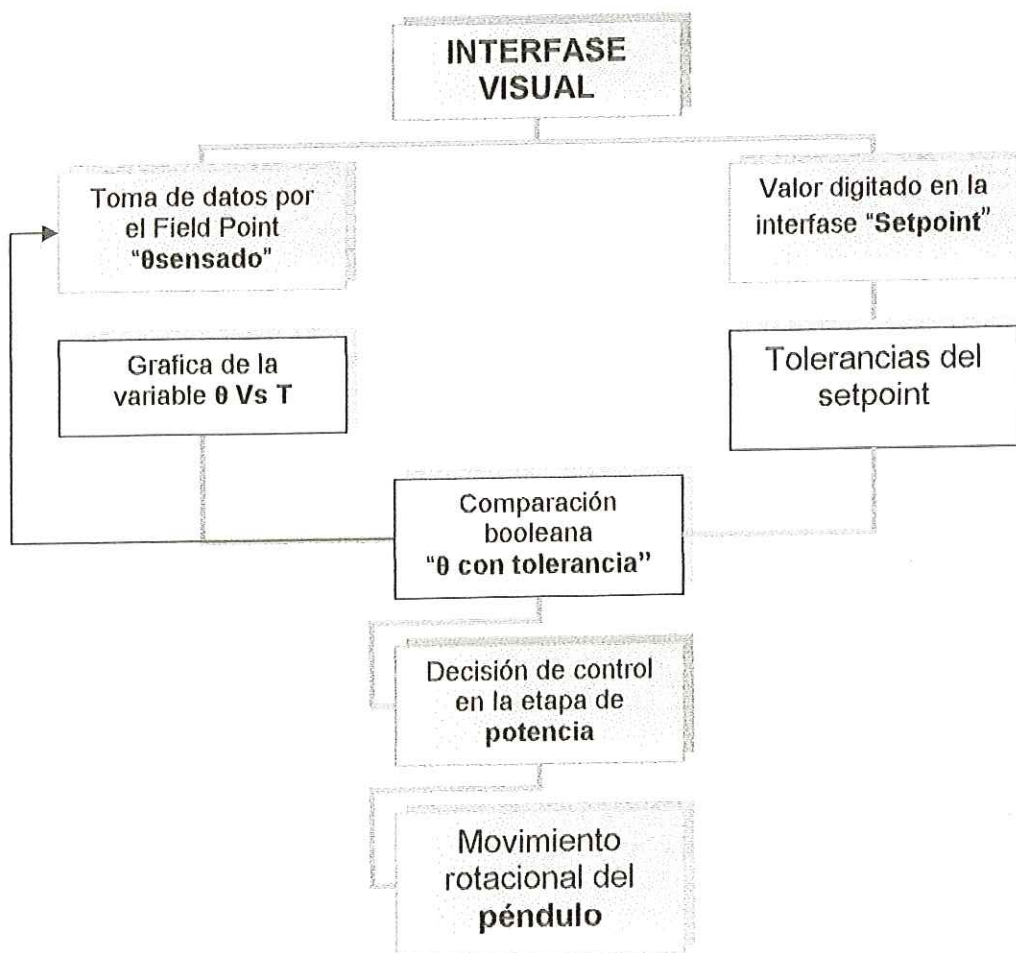 INTERFASE
VISUAL
Toma de datos por
el Field Point
"θsensado"
Valor digitado en la
interfase "Setpoint"
Grafica de la
variable θ Vs T
Tolerancias del
setpoint
Comparación
booleana
"θ con tolerancia"
Decisión de control
en la etapa de
potencia
Movimiento
rotacional del
péndulo